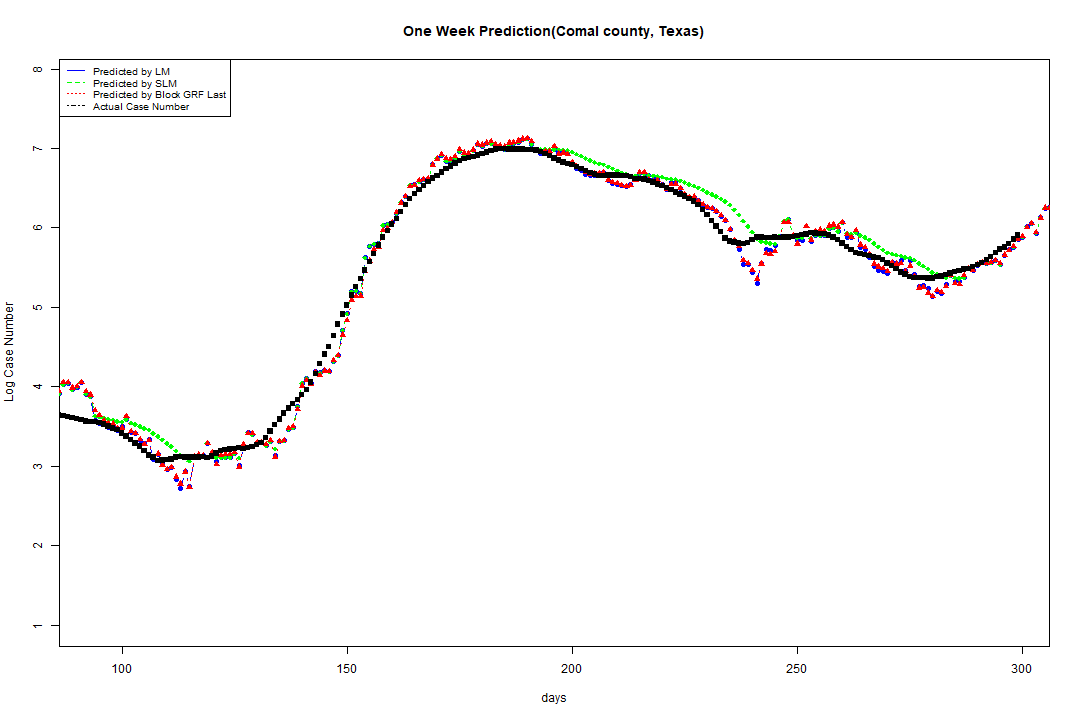 One Week Prediction(Comal county, Texas)
Predicted by LM
Predicted by SLM
Predicted by Block GRF Last
Actual Case Number
8
7
6
5
4
3
2
1
Log Case Number
100 150 200 250 300
days